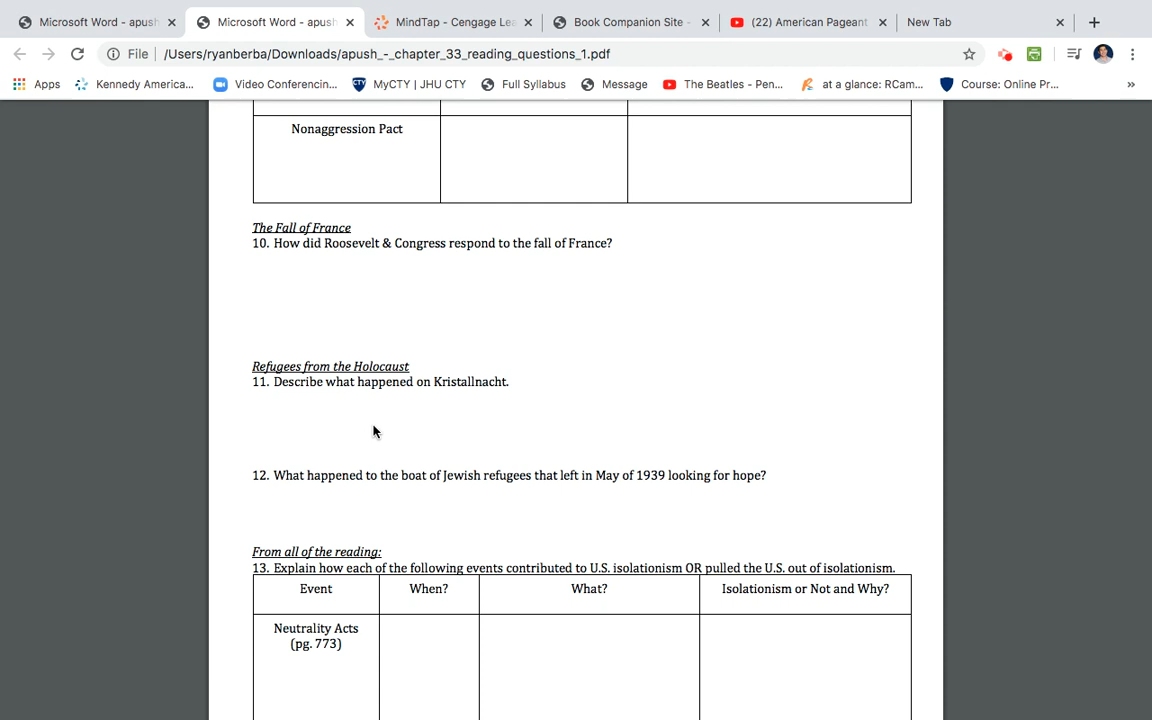 Microsoft Word - apush
Microsoft Word - apush
MindTap - Cengage Lea
Book Companion Site -
(22) American Pageant
New Tab
File
/Users/ryanberba/Downloads/apush_-_chapter_33_reading_questions_1.pdf
Apps
Kennedy America...
Video Conferencin...
MyCTY | JHU CTY
Full Syllabus
Message
The Beatles - Pen...
at a glance: RCam...
Course: Online Pr...
»
Nonaggression Pact
The Fall of France
10. How did Roosevelt & Congress respond to the fall of France?
Refugees from the Holocaust
11. Describe what happened on Kristallnacht.
12. What happened to the boat of Jewish refugees that left in May of 1939 looking for hope?
From all of the reading:
13. Explain how each of the following events contributed to U.S. isolationism OR pulled the U.S. out of isolationism.
Event
When?
What?
Isolationism or Not and Why?
Neutrality Acts
(pg. 773)